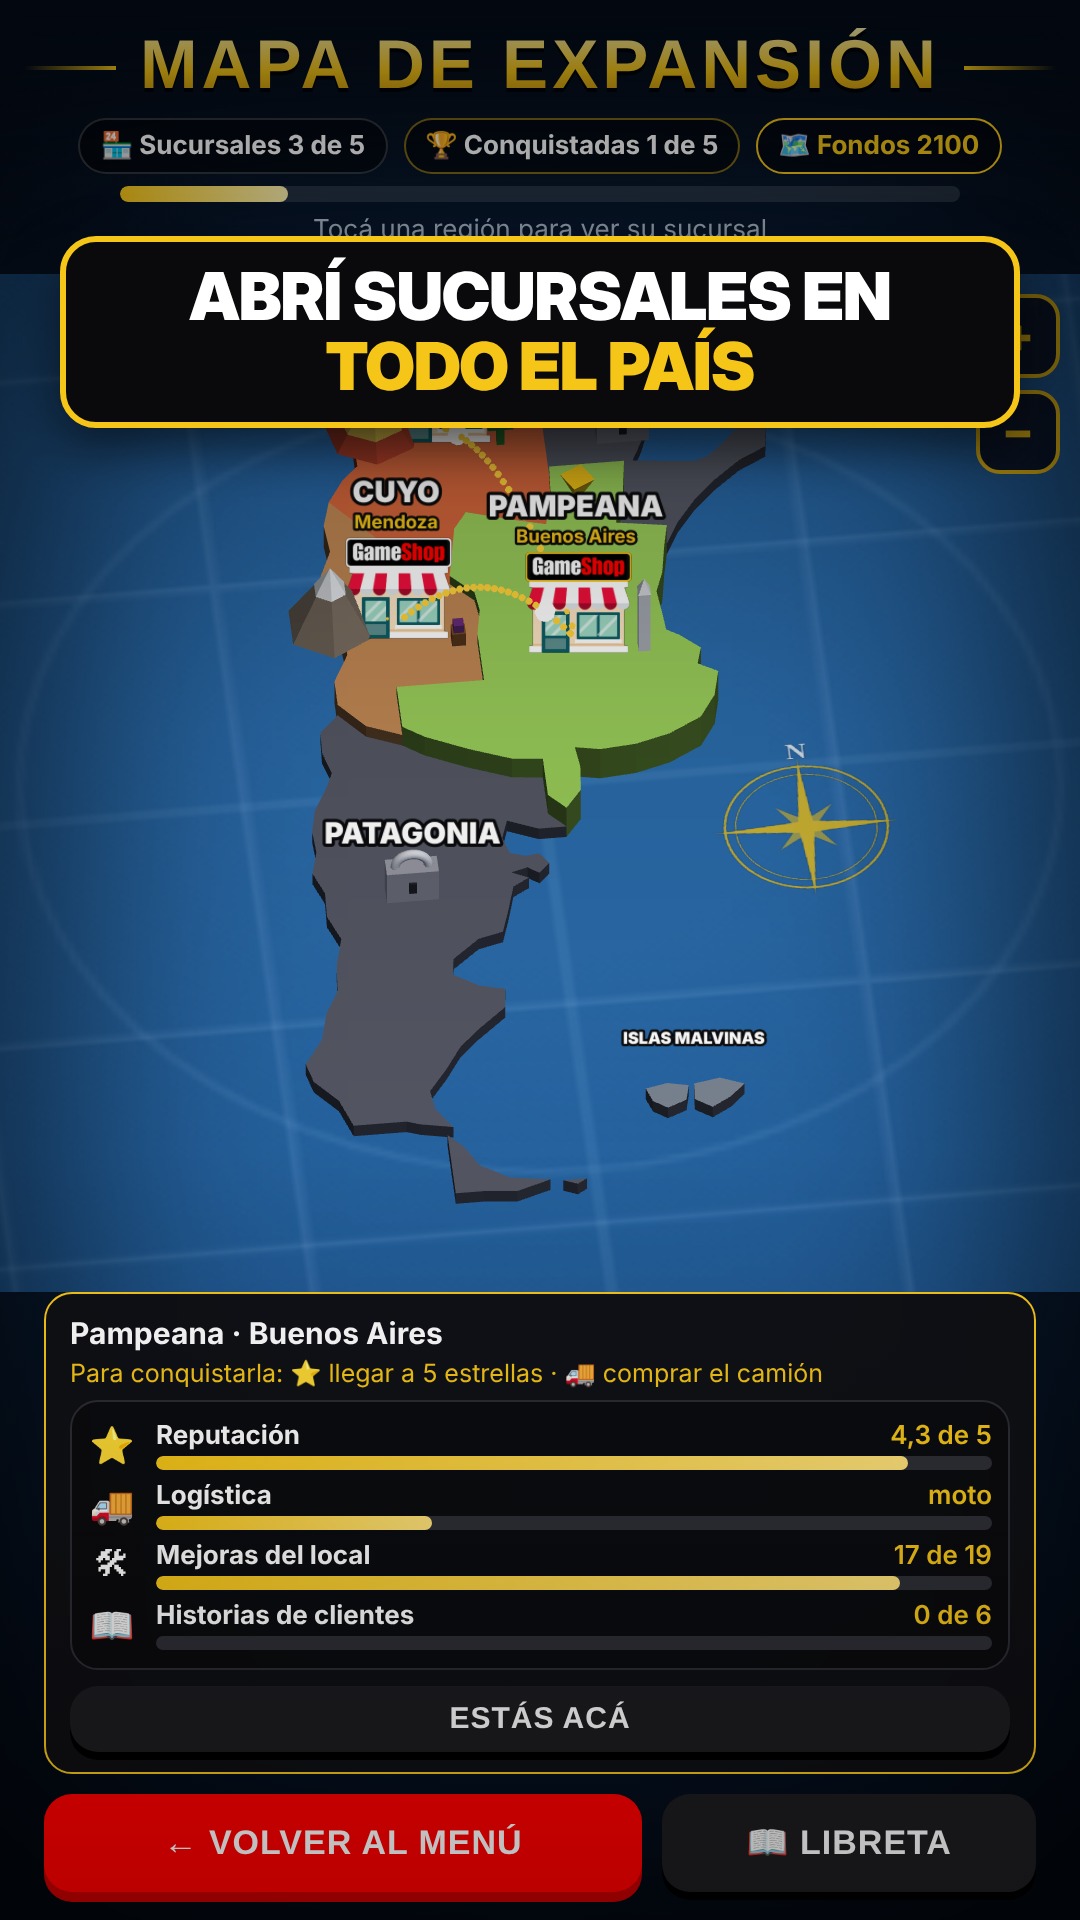 MAPA DE EXPANSIÓN
Sucursales 3 de 5
Conquistadas 1 de 5
Fondos 2100
Tocá una región para ver su sucursal
ABRÍ SUCURSALES EN
TODO EL PAÍS
+
-
CUYO
Mendoza
GameShop
PAMPEANA
Buenos Aires
GameShop
N
PATAGONIA
ISLAS MALVINAS
Pampeana · Buenos Aires
Para conquistarla: ⭐ llegar a 5 estrellas · 🚚 comprar el camión
Reputación 4,3 de 5
Logística moto
Mejoras del local 17 de 19
Historias de clientes 0 de 6
ESTÁS ACÁ
← VOLVER AL MENÚ
LIBRETA